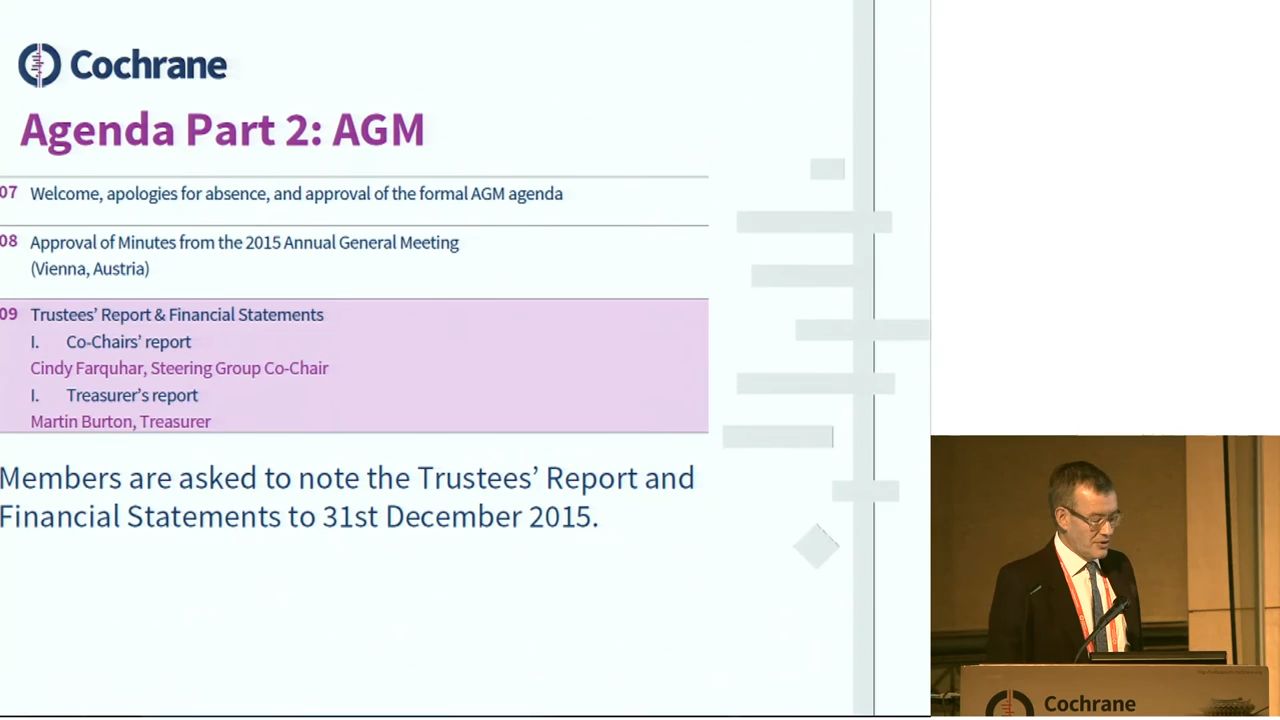 Cochrane
Agenda Part 2: AGM
07 Welcome, apologies for absence, and approval of the formal AGM agenda
08 Approval of Minutes from the 2015 Annual General Meeting
(Vienna, Austria)
09 Trustees’ Report & Financial Statements
I. Co-Chairs’ report
Cindy Farquhar, Steering Group Co-Chair
I. Treasurer’s report
Martin Burton, Treasurer
Members are asked to note the Trustees’ Report and
Financial Statements to 31st December 2015.
Cochrane